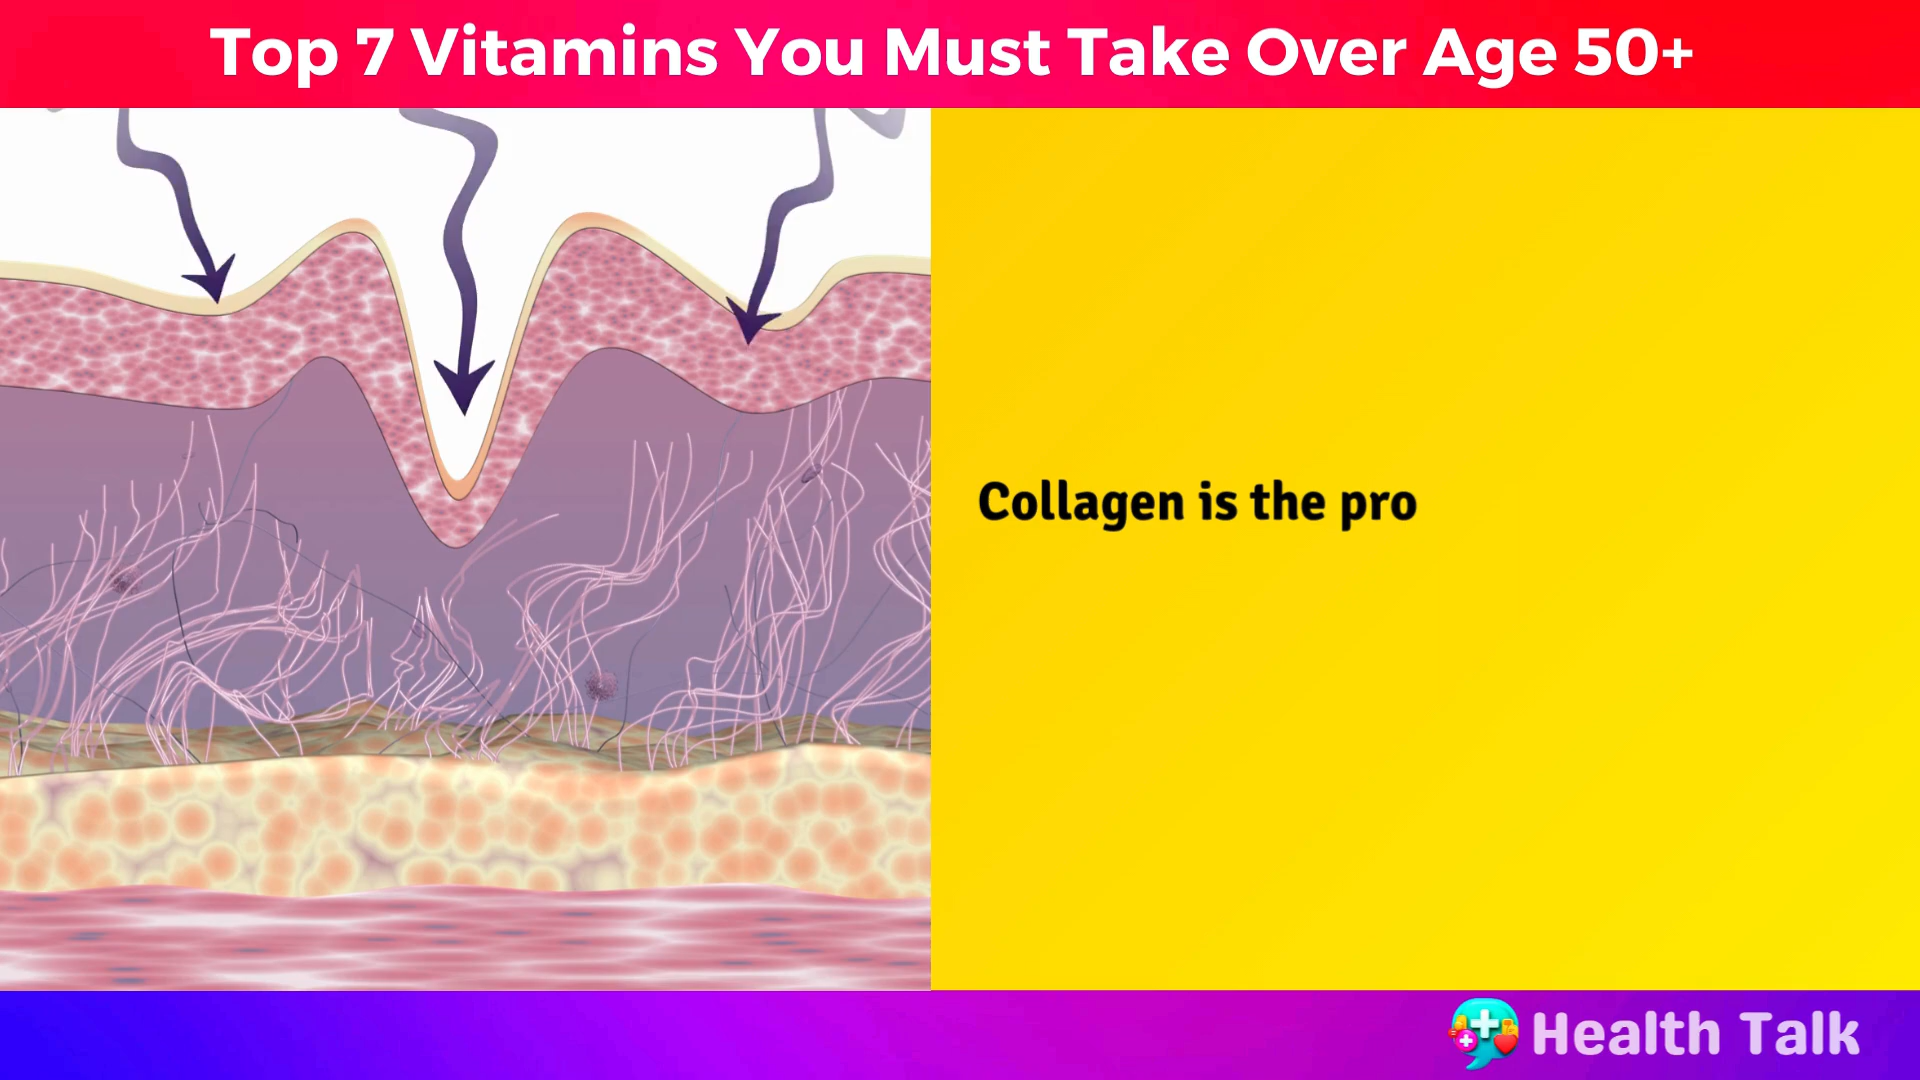 Top 7 Vitamins You Must Take Over Age 50+
Collagen is the pro
Health Talk